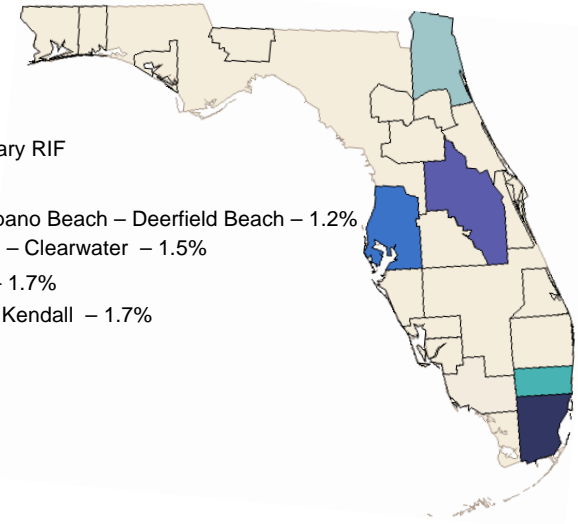 ary RIF
pano Beach – Deerfield Beach – 1.2%
– Clearwater – 1.5%
– 1.7%
Kendall – 1.7%